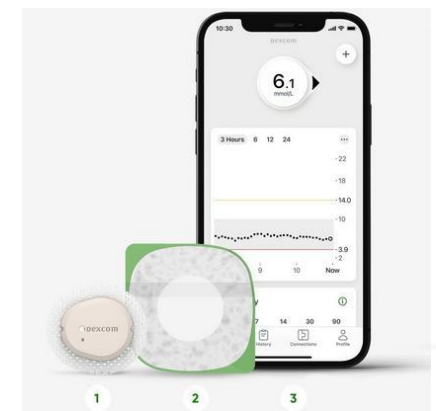 10:30
dexcom
+
6.1
mmol/L
3 Hours 6 12 24 ...
22
18
14.0
10
3.9
2
9 10 Now
7 14 30 90
History Connections Profile
dexcom
1 2 3